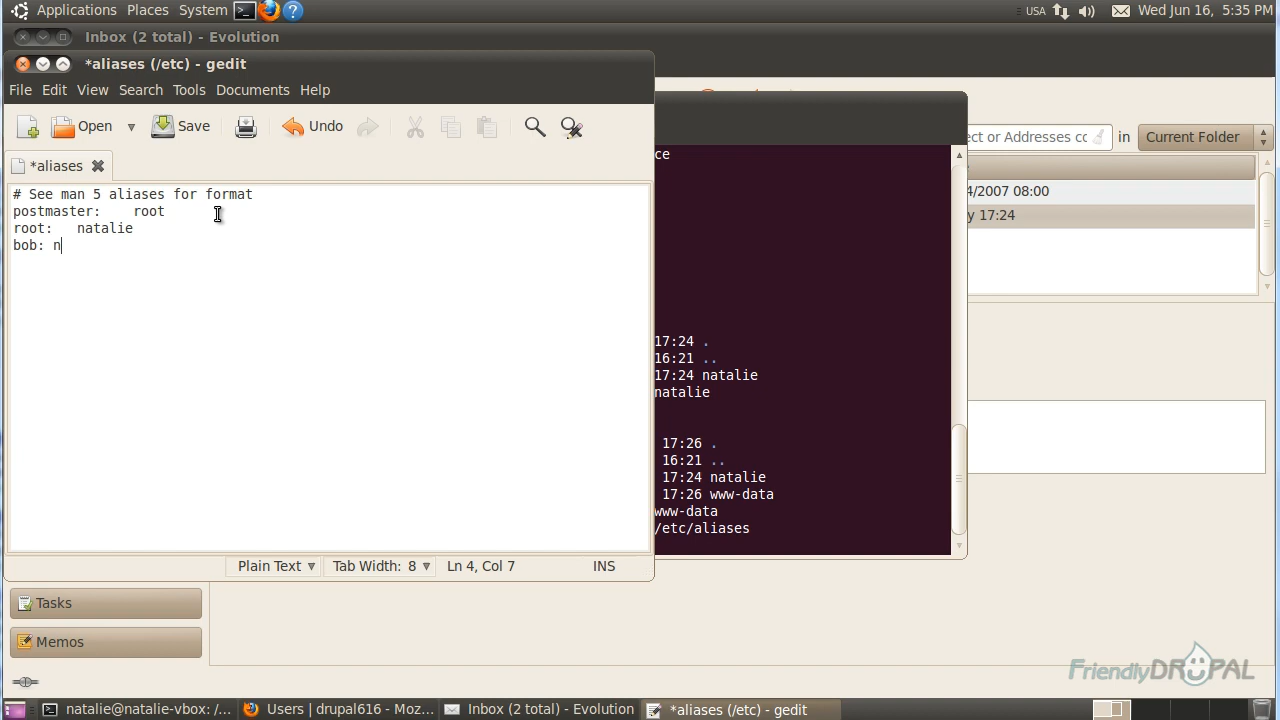 Applications Places System USA Wed Jun 16, 5:35 PM
Inbox (2 total) - Evolution
*aliases (/etc) - gedit
File Edit View Search Tools Documents Help
Open Save Undo
in Current Folder
*aliases
# See man 5 aliases for format
postmaster: root
root: natalie
bob: n
ce
4/2007 08:00
y 17:24
17:24 .
16:21 ..
17:24 natalie
natalie
17:26 .
16:21 ..
17:24 natalie
17:26 www-data
www-data
/etc/aliases
Plain Text Tab Width: 8 Ln 4, Col 7 INS
Tasks
Memos
FriendlyDRUPAL
natalie@natalie-vbox: /... Users | drupal616 - Moz... Inbox (2 total) - Evolution *aliases (/etc) - gedit